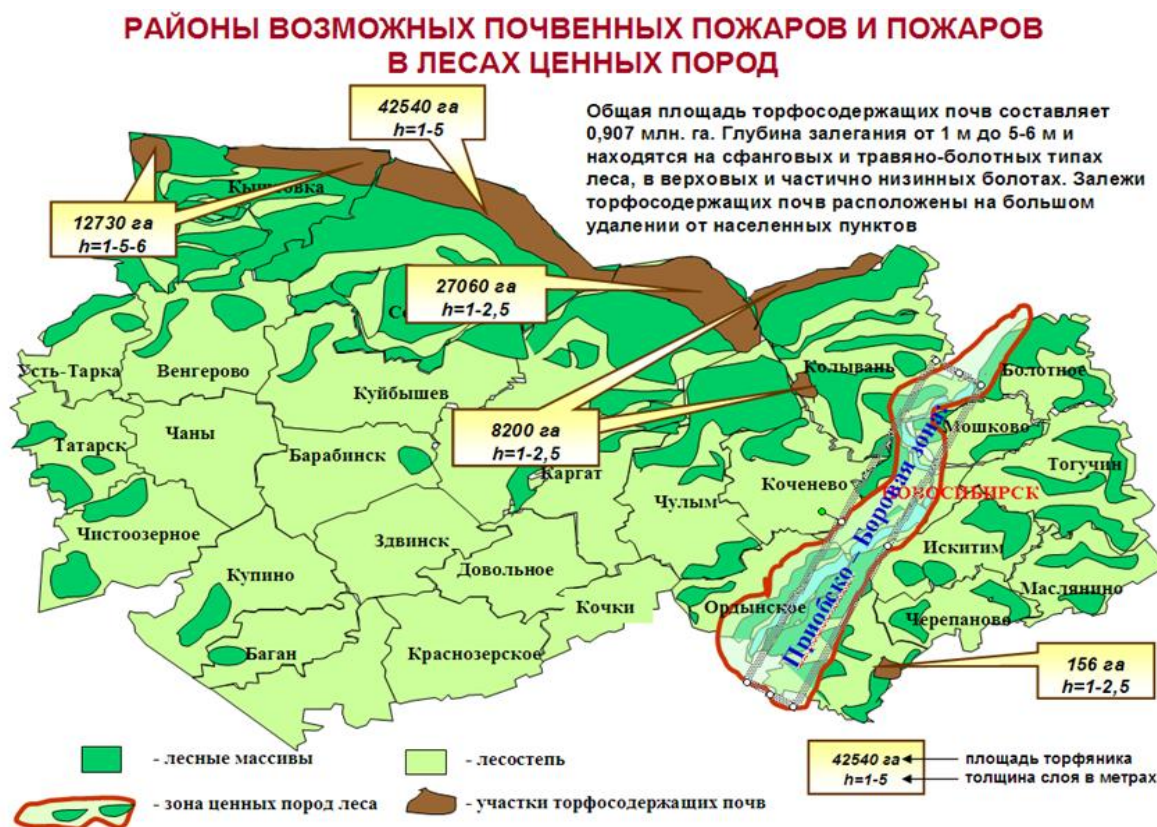 РАЙОНЫ ВОЗМОЖНЫХ ПОЧВЕННЫХ ПОЖАРОВ И ПОЖАРОВ
В ЛЕСАХ ЦЕННЫХ ПОРОД
42540 га
h=1-5
Общая площадь торфосодержащих почв составляет
0,907 млн. га. Глубина залегания от 1 м до 5-6 м и
находятся на сфанговых и травяно-болотных типах
леса, в верховых и частично низинных болотах. Залежи
торфосодержащих почв расположены на большом
удалении от населенных пунктов
12730 га
h=1-5-6
27060 га
h=1-2,5
Усть-Тарка
Венгерово
Куйбышев
Колывань
Болотное
8200 га
h=1-2,5
Чаны
Татарск
Барабинск
Каргат
Чулым
Коченево
Мошково
Тогучин
Приобско - Боровая зона
Чистоозерное
Здвинск
Искитим
Купино
Довольное
Кочки
Ордынское
Маслянино
Черепаново
Баган
Краснозерское
156 га
h=1-2,5
- лесные массивы
- лесостепь
- зона ценных пород леса
- участки торфосодержащих почв
42540 га
h=1-5
площадь торфяника
толщина слоя в метрах